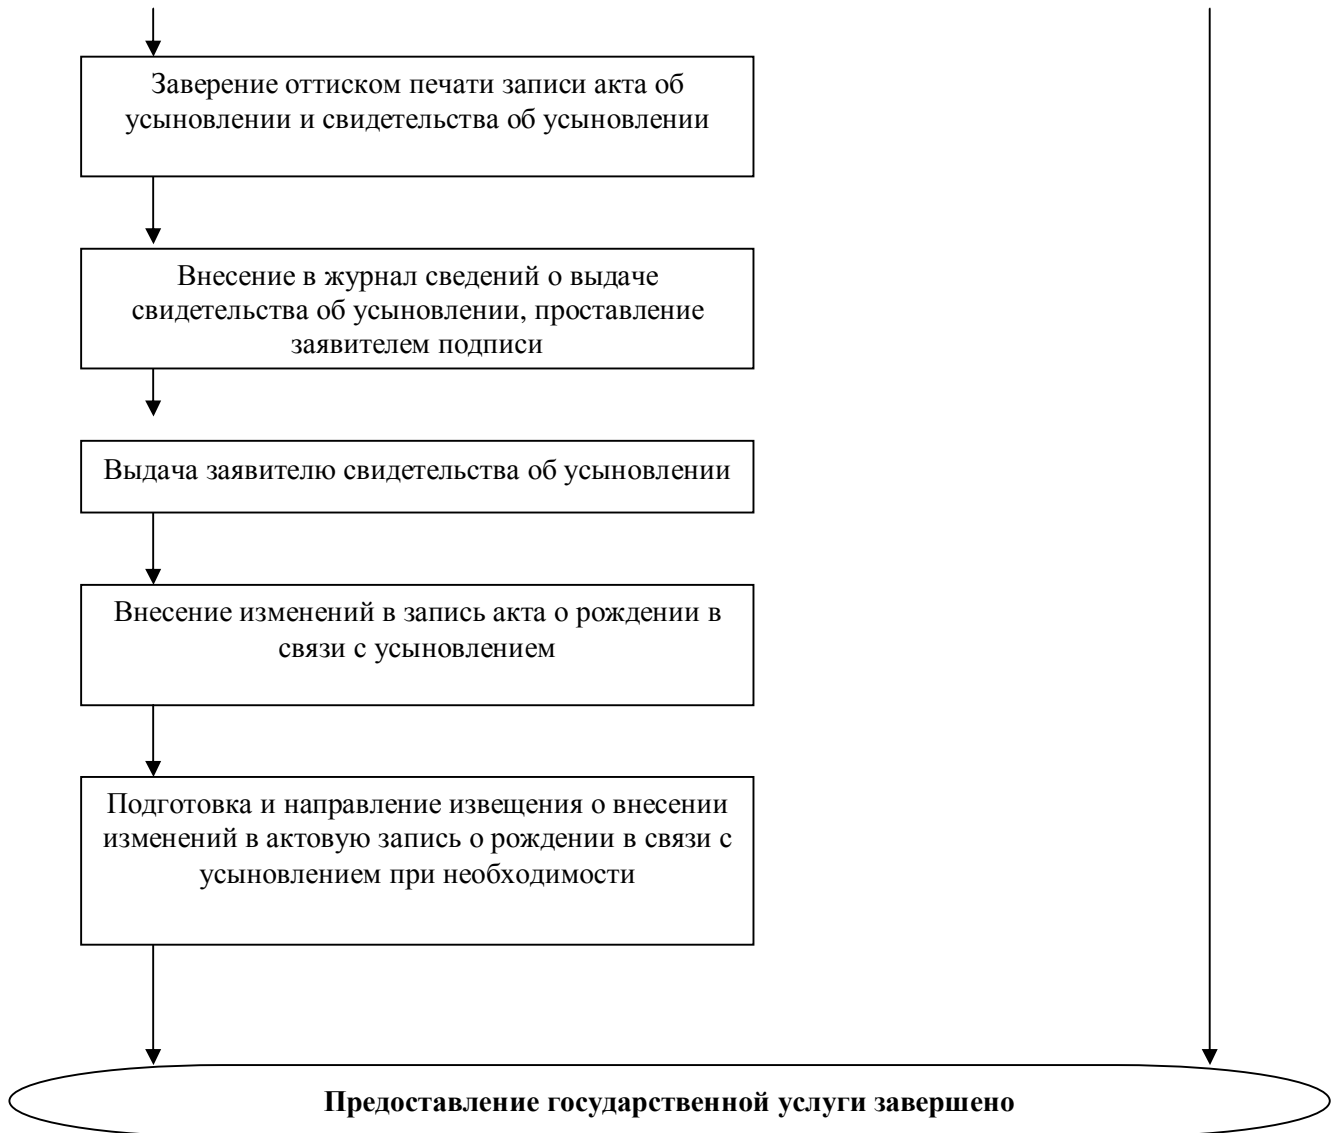 Заверение оттиском печати записи акта об
усыновлении и свидетельства об усыновлении
Внесение в журнал сведений о выдаче
свидетельства об усыновлении, проставление
заявителем подписи
Выдача заявителю свидетельства об усыновлении
Внесение изменений в запись акта о рождении в
связи с усыновлением
Подготовка и направление извещения о внесении
изменений в актовую запись о рождении в связи с
усыновлением при необходимости
Предоставление государственной услуги завершено